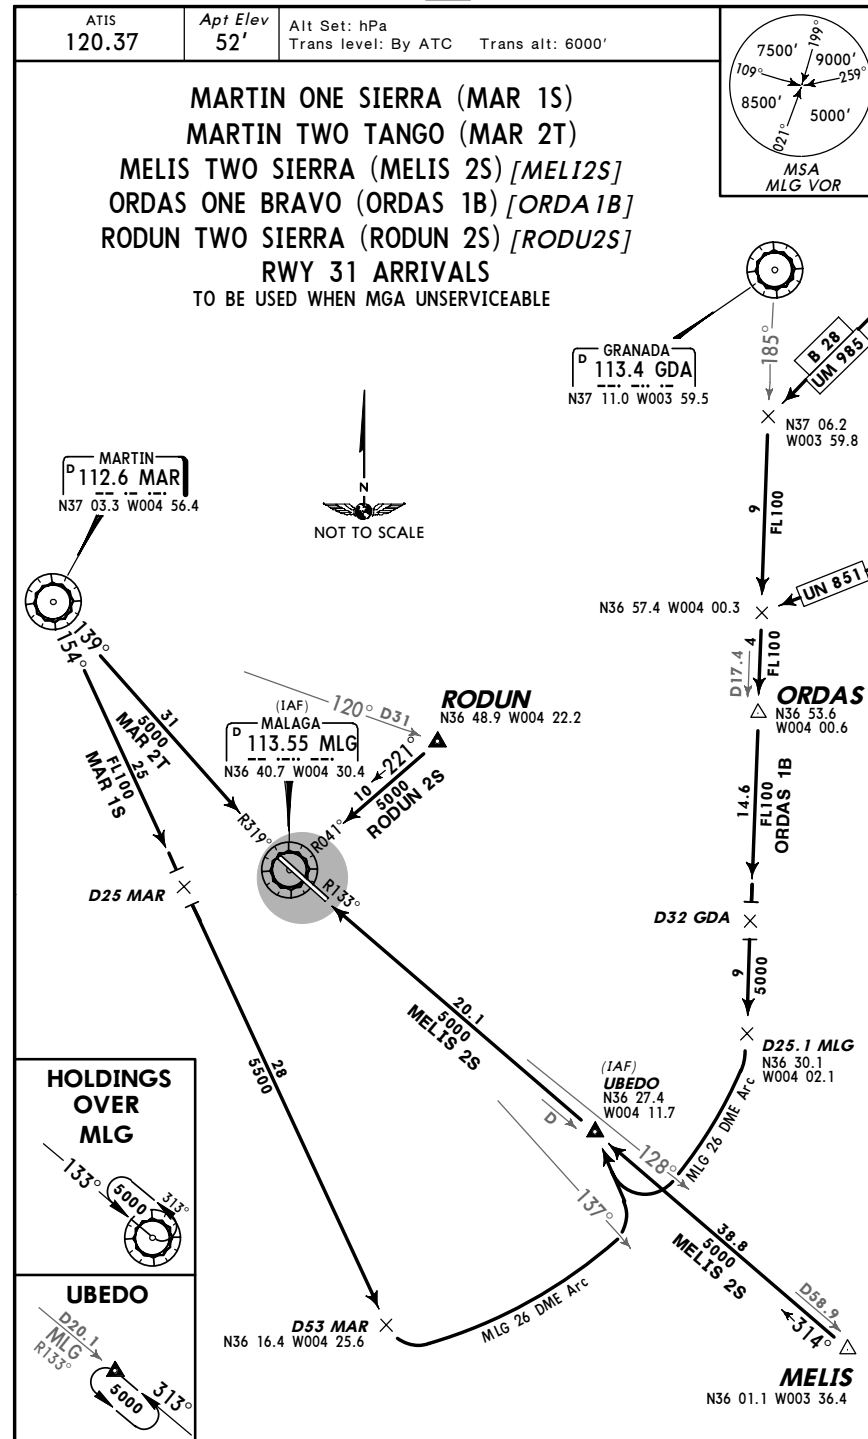 ATIS
120.37
Apt Elev
52'
Alt Set: hPa
Trans level: By ATC Trans alt: 6000'
7500'
199°
9000'
109°
259°
8500'
5000'
021°
MSA
MLG VOR
MARTIN ONE SIERRA (MAR 1S)
MARTIN TWO TANGO (MAR 2T)
MELIS TWO SIERRA (MELIS 2S) [MELI2S]
ORDAS ONE BRAVO (ORDAS 1B) [ORDA1B]
RODUN TWO SIERRA (RODUN 2S) [RODU2S]
RWY 31 ARRIVALS
TO BE USED WHEN MGA UNSERVICEABLE
GRANADA
D 113.4 GDA
N37 11.0 W003 59.5
185°
B 28
UM 985
N37 06.2
W003 59.8
MARTIN
D 112.6 MAR
N37 03.3 W004 56.4
N
NOT TO SCALE
9
FL100
UN 851
N36 57.4 W004 00.3
D17.4
4
FL100
ORDAS
N36 53.6
W004 00.6
139°
154°
31
5000
MAR 2T
25
FL100
MAR 1S
120° D31
RODUN
N36 48.9 W004 22.2
(IAF)
MALAGA
D 113.55 MLG
N36 40.7 W004 30.4
221°
10
5000
RODUN 2S
R319°
R041°
R133°
14.6
FL100
ORDAS 1B
D25 MAR
D32 GDA
9
5000
D25.1 MLG
N36 30.1
W004 02.1
20.1
5000
MELIS 2S
(IAF)
UBEDO
N36 27.4
W004 11.7
D
128°
MLG 26 DME Arc
137°
28
5500
38.8
5000
MELIS 2S
D58.9
314°
MELIS
N36 01.1 W003 36.4
D53 MAR
N36 16.4 W004 25.6
MLG 26 DME Arc
HOLDINGS
OVER
MLG
133°
5000
313°
UBEDO
D20.1
MLG
R133°
5000
313°